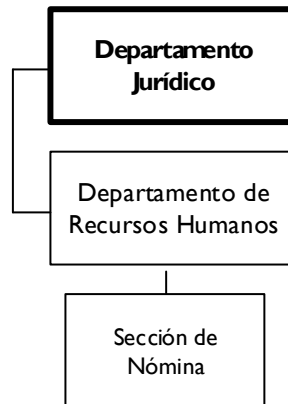 Departamento
Jurídico
Departamento de
Recursos Humanos
Sección de
Nómina